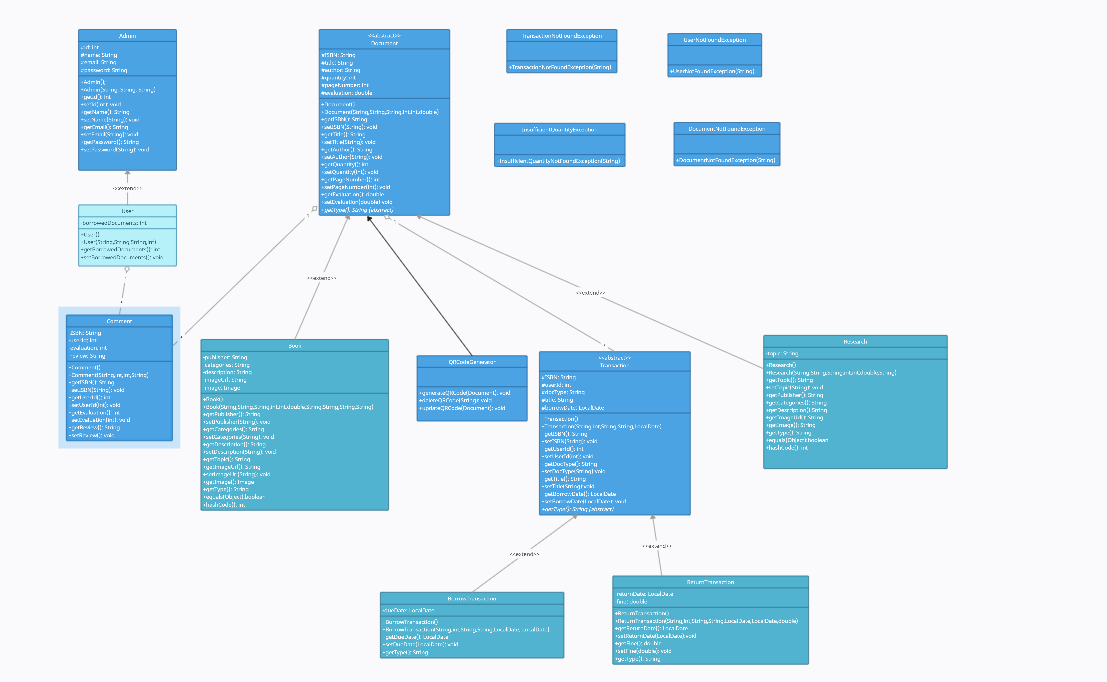 Admin
#id: int
#name: String
#email: String
#password: String
+Admin()
+Admin(String, String, String)
+getId(): int
+setId(int): void
+getName(): String
+setName(String): void
+getEmail(): String
+setEmail(String): void
+getPassword(): String
+setPassword(String): void
<<extend>>
User
-borrowedDocuments: int
+User()
+User(String,String,String,int)
+getBorrowedDocuments(): int
+setBorrowedDocuments(): void
Comment
-ISBN: String
-userId: int
-evaluation: int
-review: String
+Comment()
+Comment(String,int,int,String)
+getISBN(): String
+setISBN(String): void
+getUserId(): int
+setUserId(int): void
+getEvaluation(): int
+setEvaluation(int): void
+getReview(): String
+setReview(): void
<<abstract>>
Document
#ISBN: String
#title: String
#author: String
#quantity: int
#pageNumber: int
#evaluation: double
+Document()
+Document(String,String,String,int,int,double)
+getISBN(): String
+setISBN(String): void
+getTitle(): String
+setTitle(String): void
+getAuthor(): String
+setAuthor(String): void
+getQuantity(): int
+setQuantity(int): void
+getPageNumber(): int
+setPageNumber(int): void
+getEvaluation(): double
+setEvaluation(double): void
+getType(): String {abstract}
TransactionNotFoundException
+TransactionNotFoundException(String)
UserNotFoundException
+UserNotFoundException(String)
InsufficientQuantityException
DocumentNotFoundException
+DocumentNotFoundException(String)
<<extend>>
<<extend>>
Book
-publisher: String
-categories: String
-description: String
-imageUrl: String
-image: Image
+Book()
+Book(String,String,String,int,int,double,String,String,String,String)
+getPublisher(): String
+setPublisher(String): void
+getCategories(): String
+setCategories(String): void
+getDescription(): String
+setDescription(String): void
+getTopic(): String
+getImageUrl(): String
+setImageUrl(String): void
+getImage(): Image
+getType(): String
+equals(Object):boolean
+hashCode(): int
QRCodeGenerator
+generateQRCode(Document): void
+deleteQRCode(String): void
+updateQRCode(Document): void
<<abstract>>
Transaction
#ISBN: String
#userId: int
#docType: String
#title: String
#borrowDate: LocalDate
+Transaction()
+Transaction(String,int,String,String,LocalDate)
+getISBN(): String
+setISBN(String): void
+getUserId(): int
+setUserId(int): void
+getDocType(): String
+setDocType(String): void
+getTitle(): String
+setTitle(String): void
+getBorrowDate(): LocalDate
+setBorrowDate(LocalDate): void
+getType(): String {abstract}
Research
-topic: String
+Research()
+getTopic(): String
+setTopic(String): void
+getPublisher(): String
+getCategories(): String
+getDescription(): String
+getImageUrl(): String
+getImage(): String
+getType(): String
+equals(Object):boolean
+hashCode(): int
<<extend>>
<<extend>>
BorrowTransaction
-dueDate: LocalDate
+BorrowTransaction()
+BorrowTransaction(String,int,String,String,LocalDate, LocalDate)
+getDueDate(): LocalDate
+setDueDate(LocalDate): void
+getType(): String
ReturnTransaction
-returnDate: LocalDate
-fine: double
+ReturnTransaction()
+ReturnTransaction(String,int,String,String,LocalDate,LocalDate,double)
+getReturnDate(): LocalDate
+setReturnDate(LocalDate): void
+getFine(): double
+setFine(double): void
+getType(): String